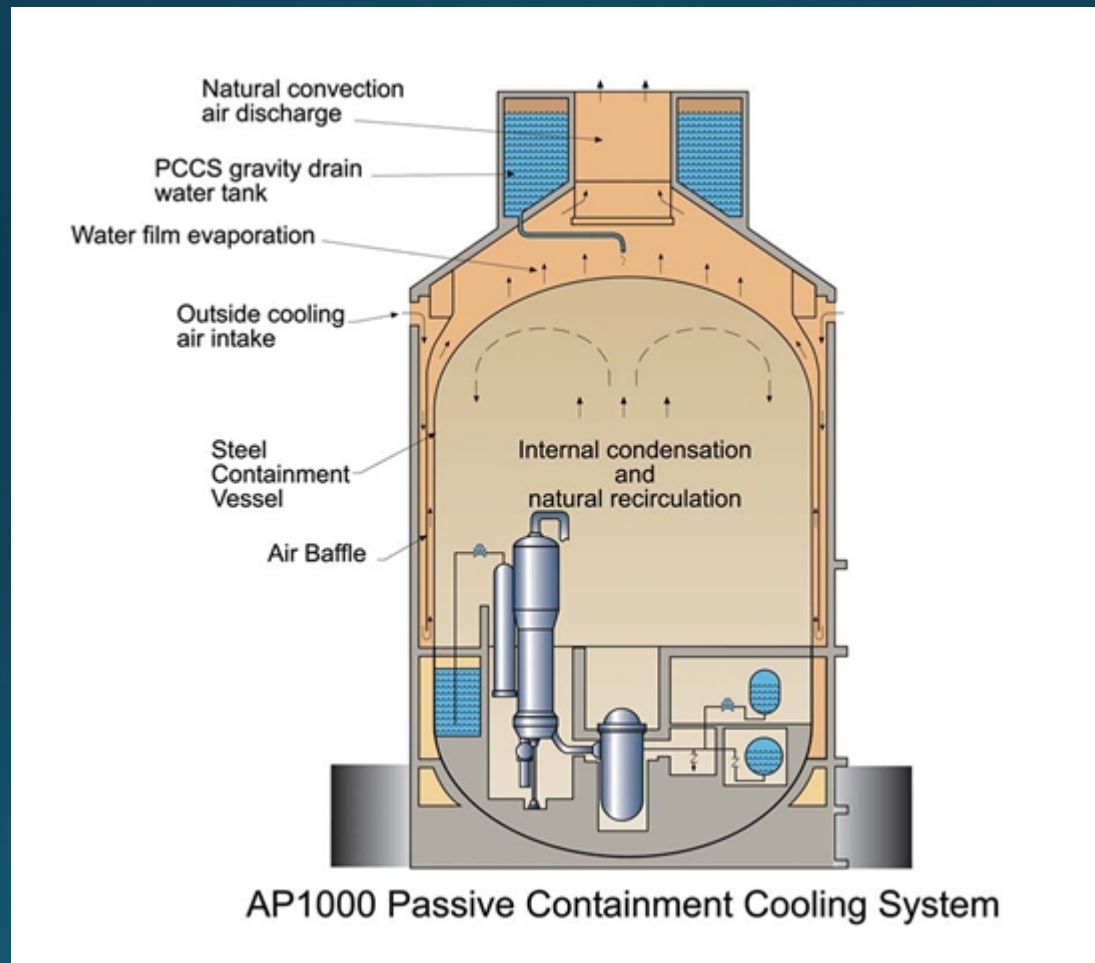 Natural convection
air discharge
PCCS gravity drain
water tank
Water film evaporation
Outside cooling
air intake
Steel
Containment
Vessel
Internal condensation
and
natural recirculation
Air Baffle
AP1000 Passive Containment Cooling System